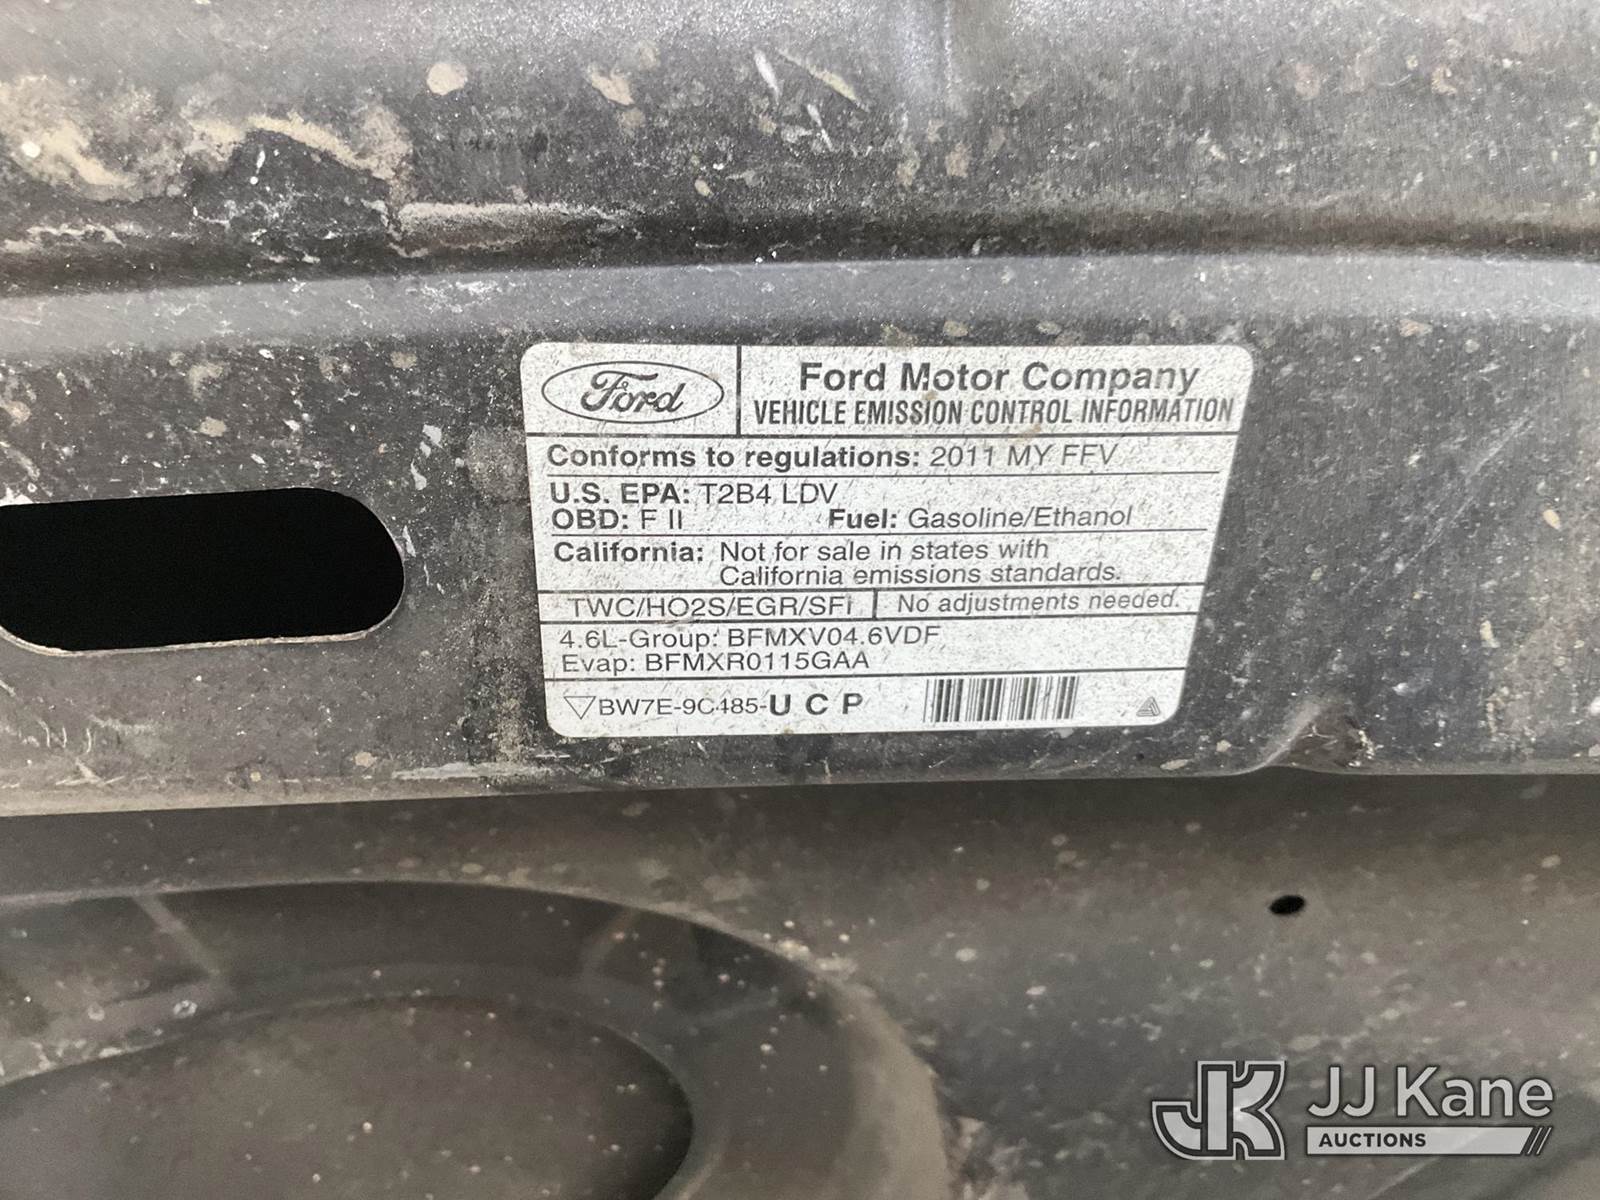 Ford
Ford Motor Company
VEHICLE EMISSION CONTROL INFORMATION
Conforms to regulations: 2011 MY FFV
U.S. EPA: T2B4 LDV
OBD: F II Fuel: Gasoline/Ethanol
California: Not for sale in states with
California emissions standards.
TWC/HO2S/EGR/SFI No adjustments needed.
4.6L-Group: BFMXV04.6VDF
Evap: BFMXR0115GAA
BW7E-9C485-U C P
JK JJ Kane
AUCTIONS